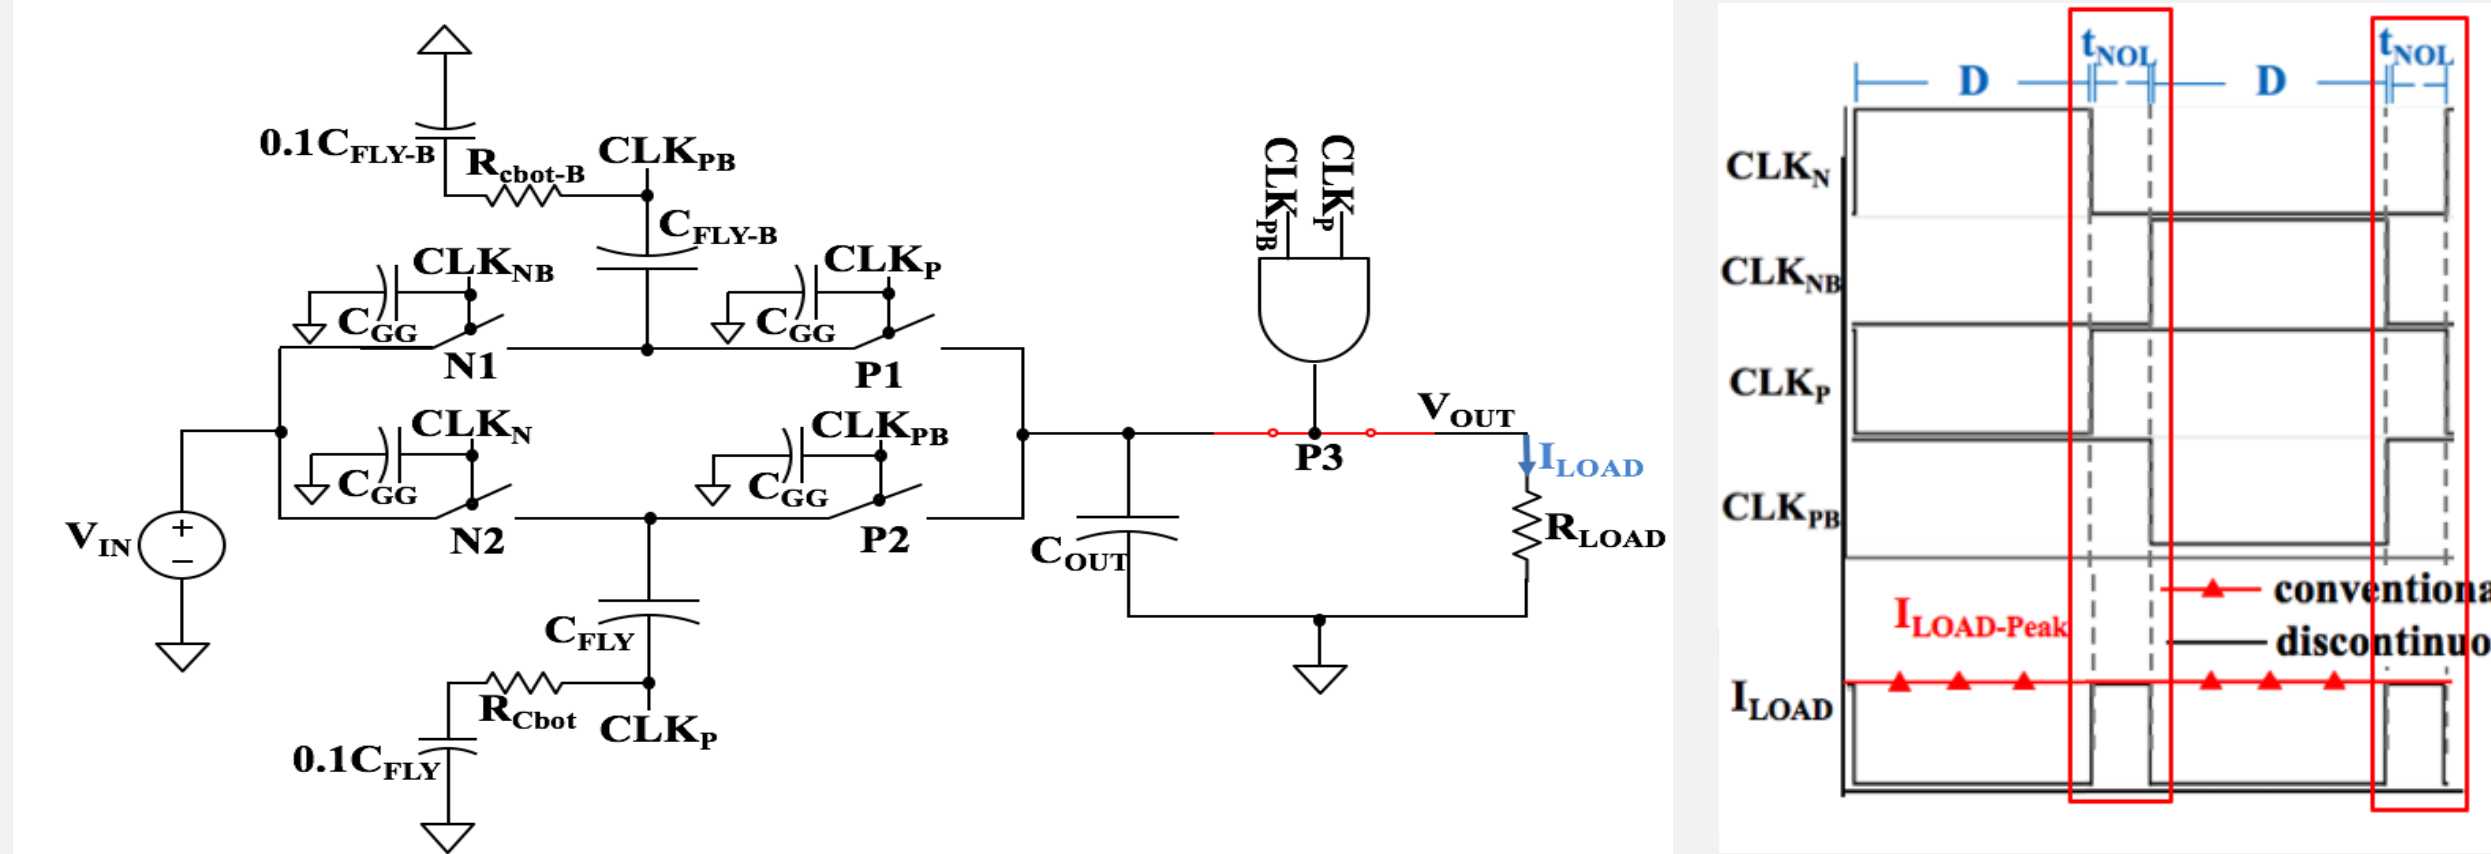 0.1CFLY-B
Rcbot-B
CLKPB
CFLY-B
CLKNB
CGG
N1
CLKP
CGG
P1
CLKN
CGG
N2
CLKPB
CGG
P2
VIN
+
−
CFLY
RCbot
CLKP
0.1CFLY
COUT
CLKPB
CLKP
P3
VOUT
ILOAD
RLOAD
D tNOL D tNOL
CLKN
CLKNB
CLKP
CLKPB
conventiona
ILOAD-Peak
discontinuo
ILOAD